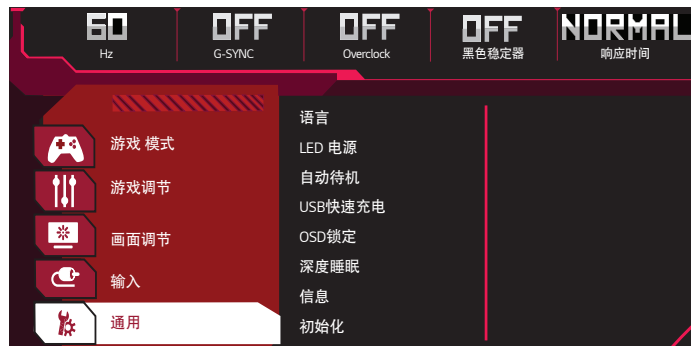 60 OFF OFF OFF NORMAL
Hz G-SYNC Overclock 黑色稳定器 响应时间
游戏 模式
游戏调节
画面调节
输入
通用
语言
LED 电源
自动待机
USB快速充电
OSD锁定
深度睡眠
信息
初始化